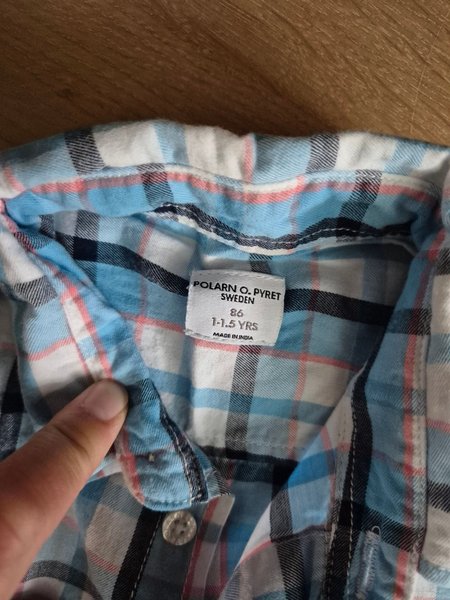 POLARN O. PYRET
SWEDEN
86
1-1.5 YRS
MADE IN INDIA